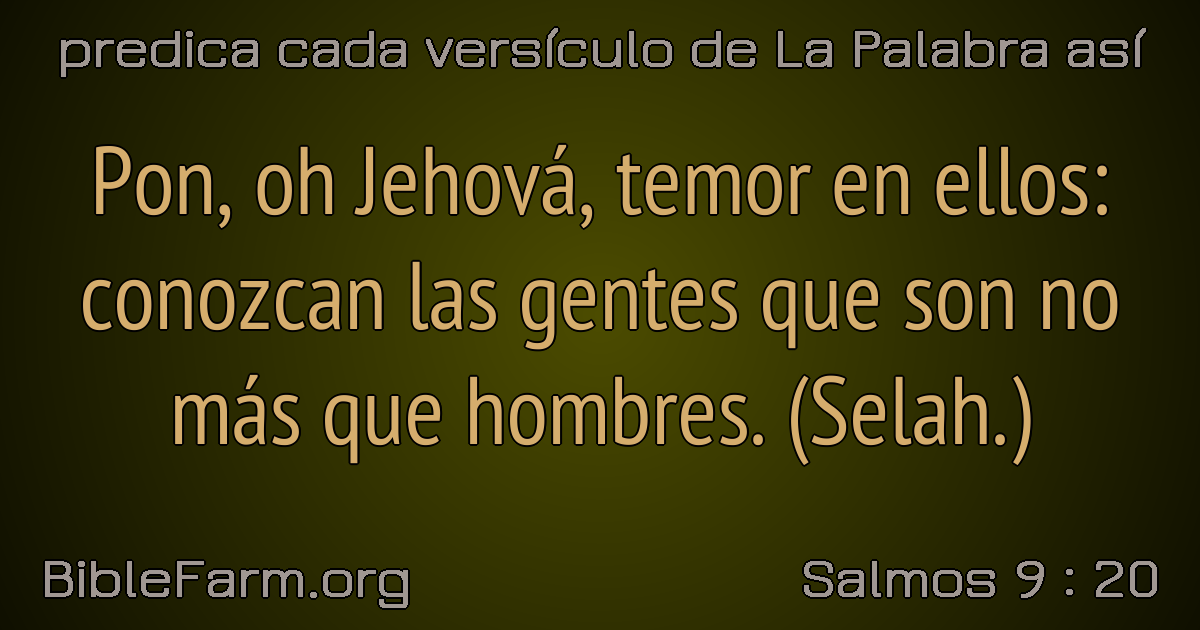 predica cada versículo de La Palabra así
Pon, oh Jehová, temor en ellos:
conozcan las gentes que son no
más que hombres. (Selah.)
BibleFarm.org
Salmos 9 : 20